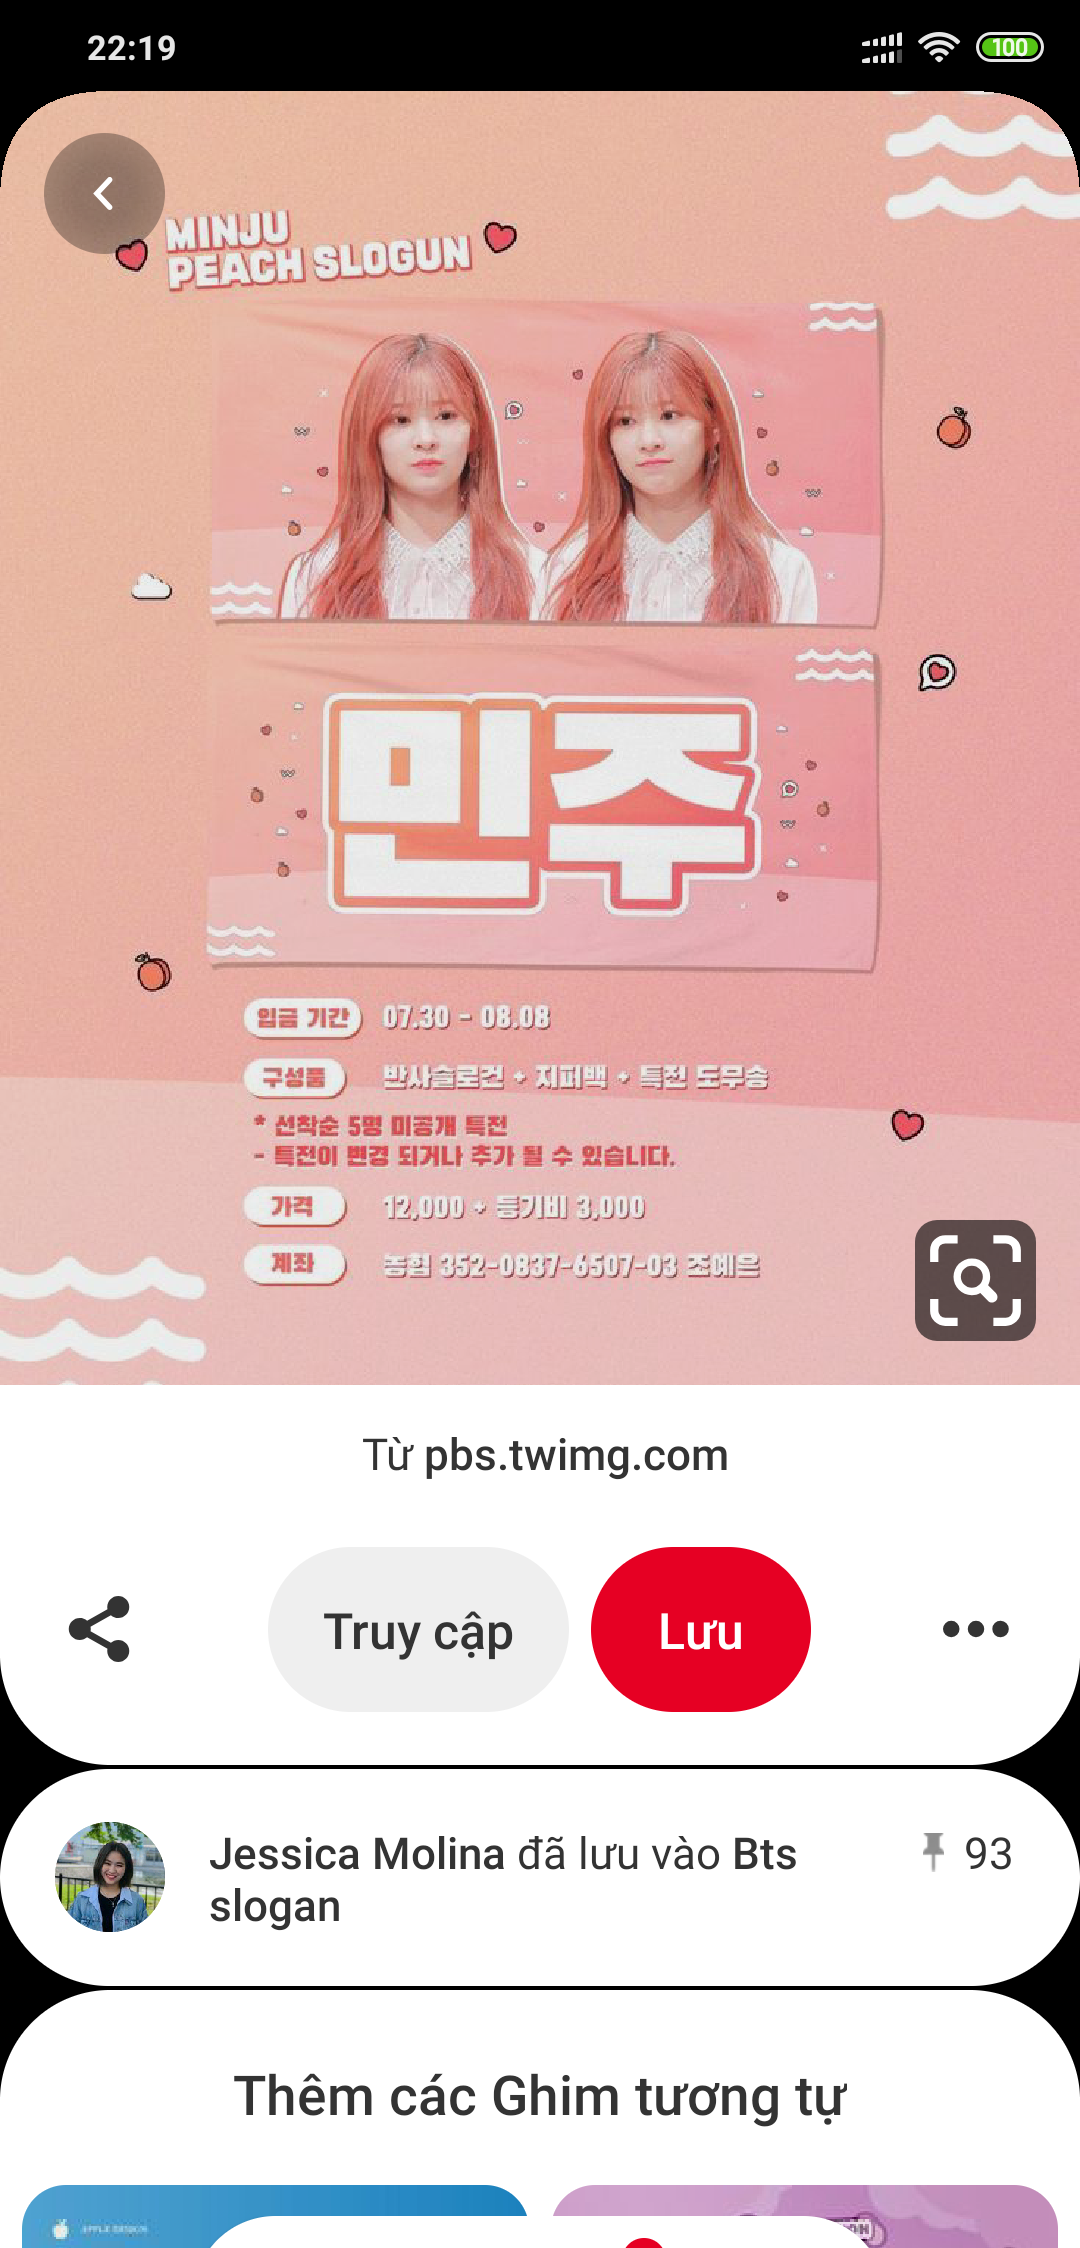 22:19
100
MINJU
PEACH SLOGUN
민주
입금 기간 07.30 - 08.08
구성품 반사슬로건 + 지퍼백 + 특전 도무송
* 선착순 5명 미공개 특전
- 특전이 변경 되거나 추가 될 수 있습니다.
가격 12,000 + 등기비 3,000
계좌 농협 352-0837-6507-03 조예은
Từ pbs.twimg.com
Truy cập
Lưu
Jessica Molina đã lưu vào Bts
slogan
93
Thêm các Ghim tương tự
APPLE DESIGN